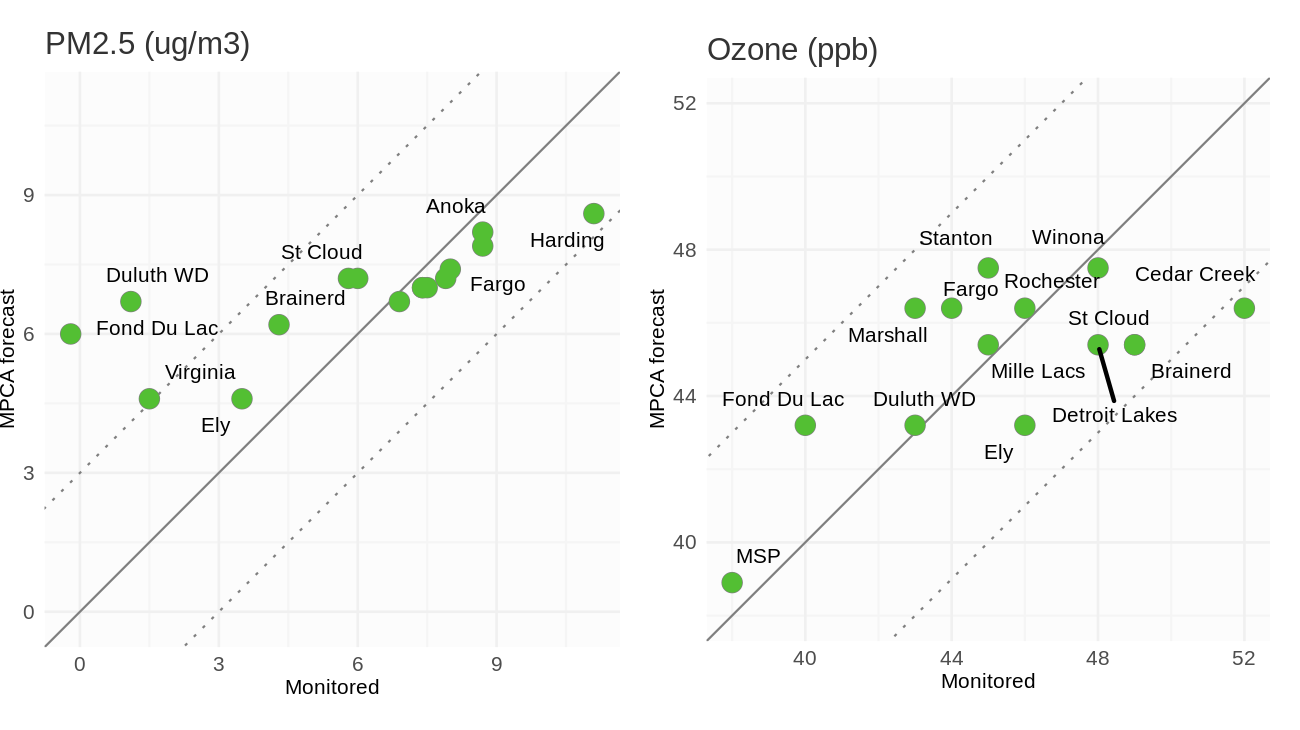 PM2.5 (ug/m3)
MPCA forecast
9
6
3
0
Anoka
Harding
St Cloud
Duluth WD
Fargo
Brainerd
Fond Du Lac
Virginia
Ely
0 3 6 9
Monitored
Ozone (ppb)
MPCA forecast
52
48
44
40
Stanton
Winona
Cedar Creek
Rochester
Fargo
St Cloud
Marshall
Mille Lacs
Brainerd
Fond Du Lac
Duluth WD
Detroit Lakes
Ely
MSP
40 44 48 52
Monitored